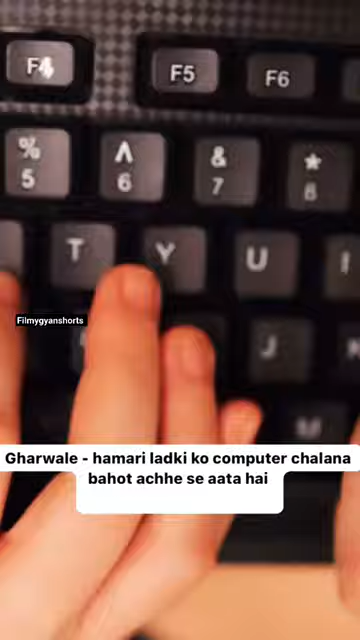 F4
F5
F6
%
5
^
6
&
7
*
8
T
Y
U
I
Filmygyanshorts
J
M
Gharwale - hamari ladki ko computer chalana
bahot achhe se aata hai